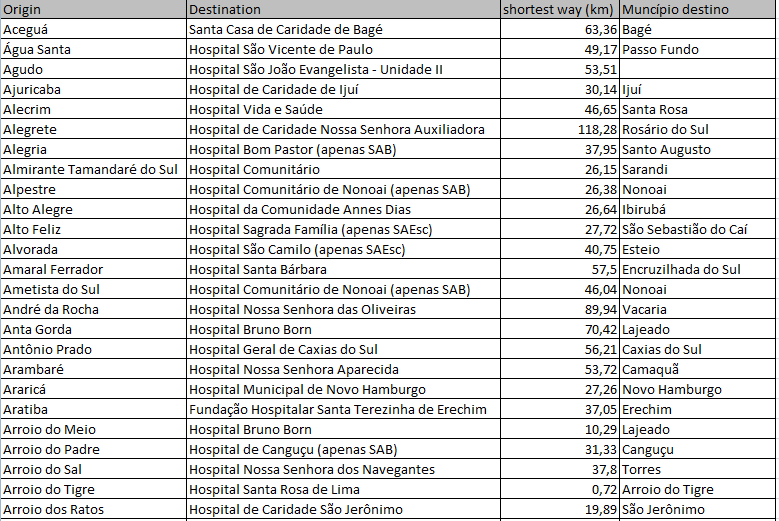 Origin Destination shortest way (km) Muncípio destino
Aceguá Santa Casa de Caridade de Bagé 63,36 Bagé
Água Santa Hospital São Vicente de Paulo 49,17 Passo Fundo
Agudo Hospital São João Evangelista - Unidade II 53,51
Ajuricaba Hospital de Caridade de Ijuí 30,14 Ijuí
Alecrim Hospital Vida e Saúde 46,65 Santa Rosa
Alegrete Hospital de Caridade Nossa Senhora Auxiliadora 118,28 Rosário do Sul
Alegria Hospital Bom Pastor (apenas SAB) 37,95 Santo Augusto
Almirante Tamandaré do Sul Hospital Comunitário 26,15 Sarandi
Alpestre Hospital Comunitário de Nonoai (apenas SAB) 26,38 Nonoai
Alto Alegre Hospital da Comunidade Annes Dias 26,64 Ibirubá
Alto Feliz Hospital Sagrada Família (apenas SAEsc) 27,72 São Sebastião do Caí
Alvorada Hospital São Camilo (apenas SAEsc) 40,75 Esteio
Amaral Ferrador Hospital Santa Bárbara 57,5 Encruzilhada do Sul
Ametista do Sul Hospital Comunitário de Nonoai (apenas SAB) 46,04 Nonoai
André da Rocha Hospital Nossa Senhora das Oliveiras 89,94 Vacaria
Anta Gorda Hospital Bruno Born 70,42 Lajeado
Antônio Prado Hospital Geral de Caxias do Sul 56,21 Caxias do Sul
Arambaré Hospital Nossa Senhora Aparecida 53,72 Camaquã
Araricá Hospital Municipal de Novo Hamburgo 27,26 Novo Hamburgo
Aratiba Fundação Hospitalar Santa Terezinha de Erechim 37,05 Erechim
Arroio do Meio Hospital Bruno Born 10,29 Lajeado
Arroio do Padre Hospital de Canguçu (apenas SAB) 31,33 Canguçu
Arroio do Sal Hospital Nossa Senhora dos Navegantes 37,8 Torres
Arroio do Tigre Hospital Santa Rosa de Lima 0,72 Arroio do Tigre
Arroio dos Ratos Hospital de Caridade São Jerônimo 19,89 São Jerônimo